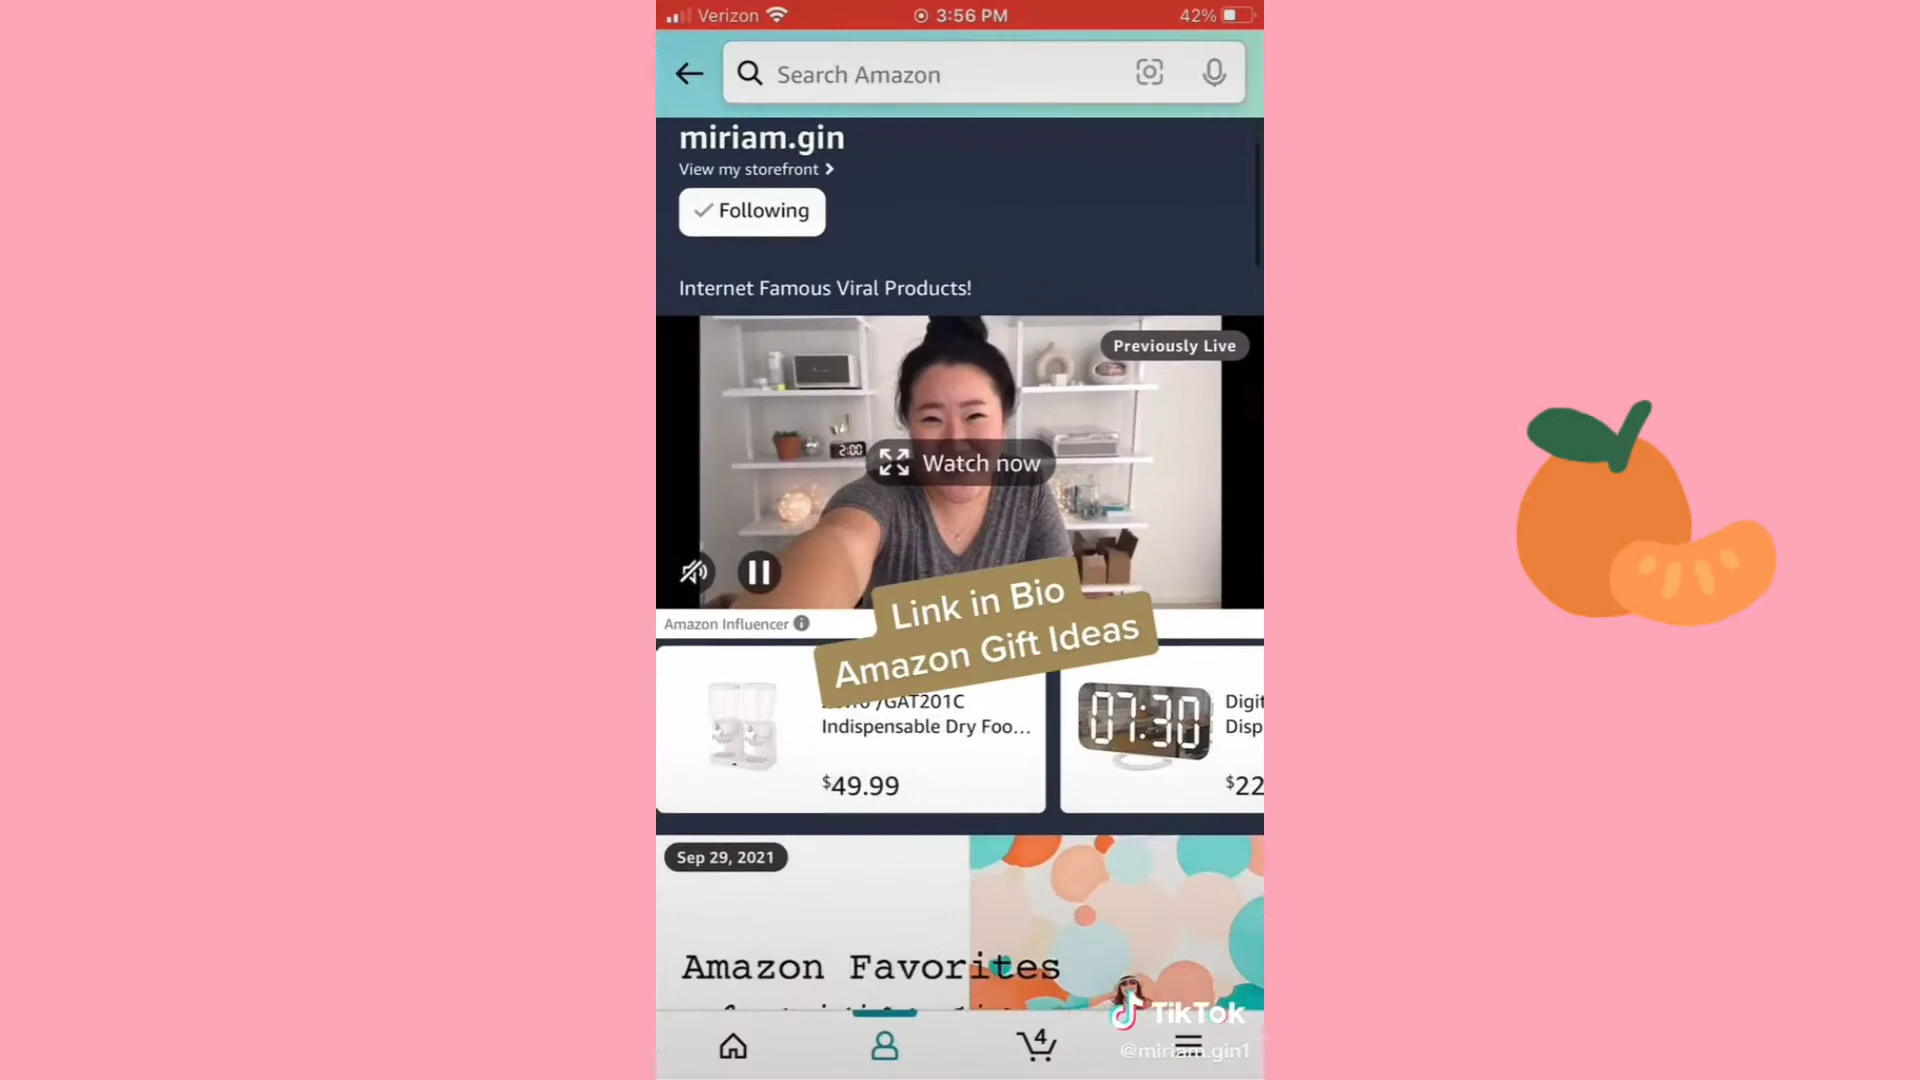 Verizon
3:56 PM
42%
Search Amazon
miriam.gin
View my storefront
Following
Internet Famous Viral Products!
Previously Live
2:00
Watch now
Link in Bio
Amazon Gift Ideas
Amazon Influencer
/GAT201C
Indispensable Dry Foo...
$49.99
07:30
Digit
Disp
$22
Sep 29, 2021
Amazon Favorites
4
TikTok
@miriam.gin1